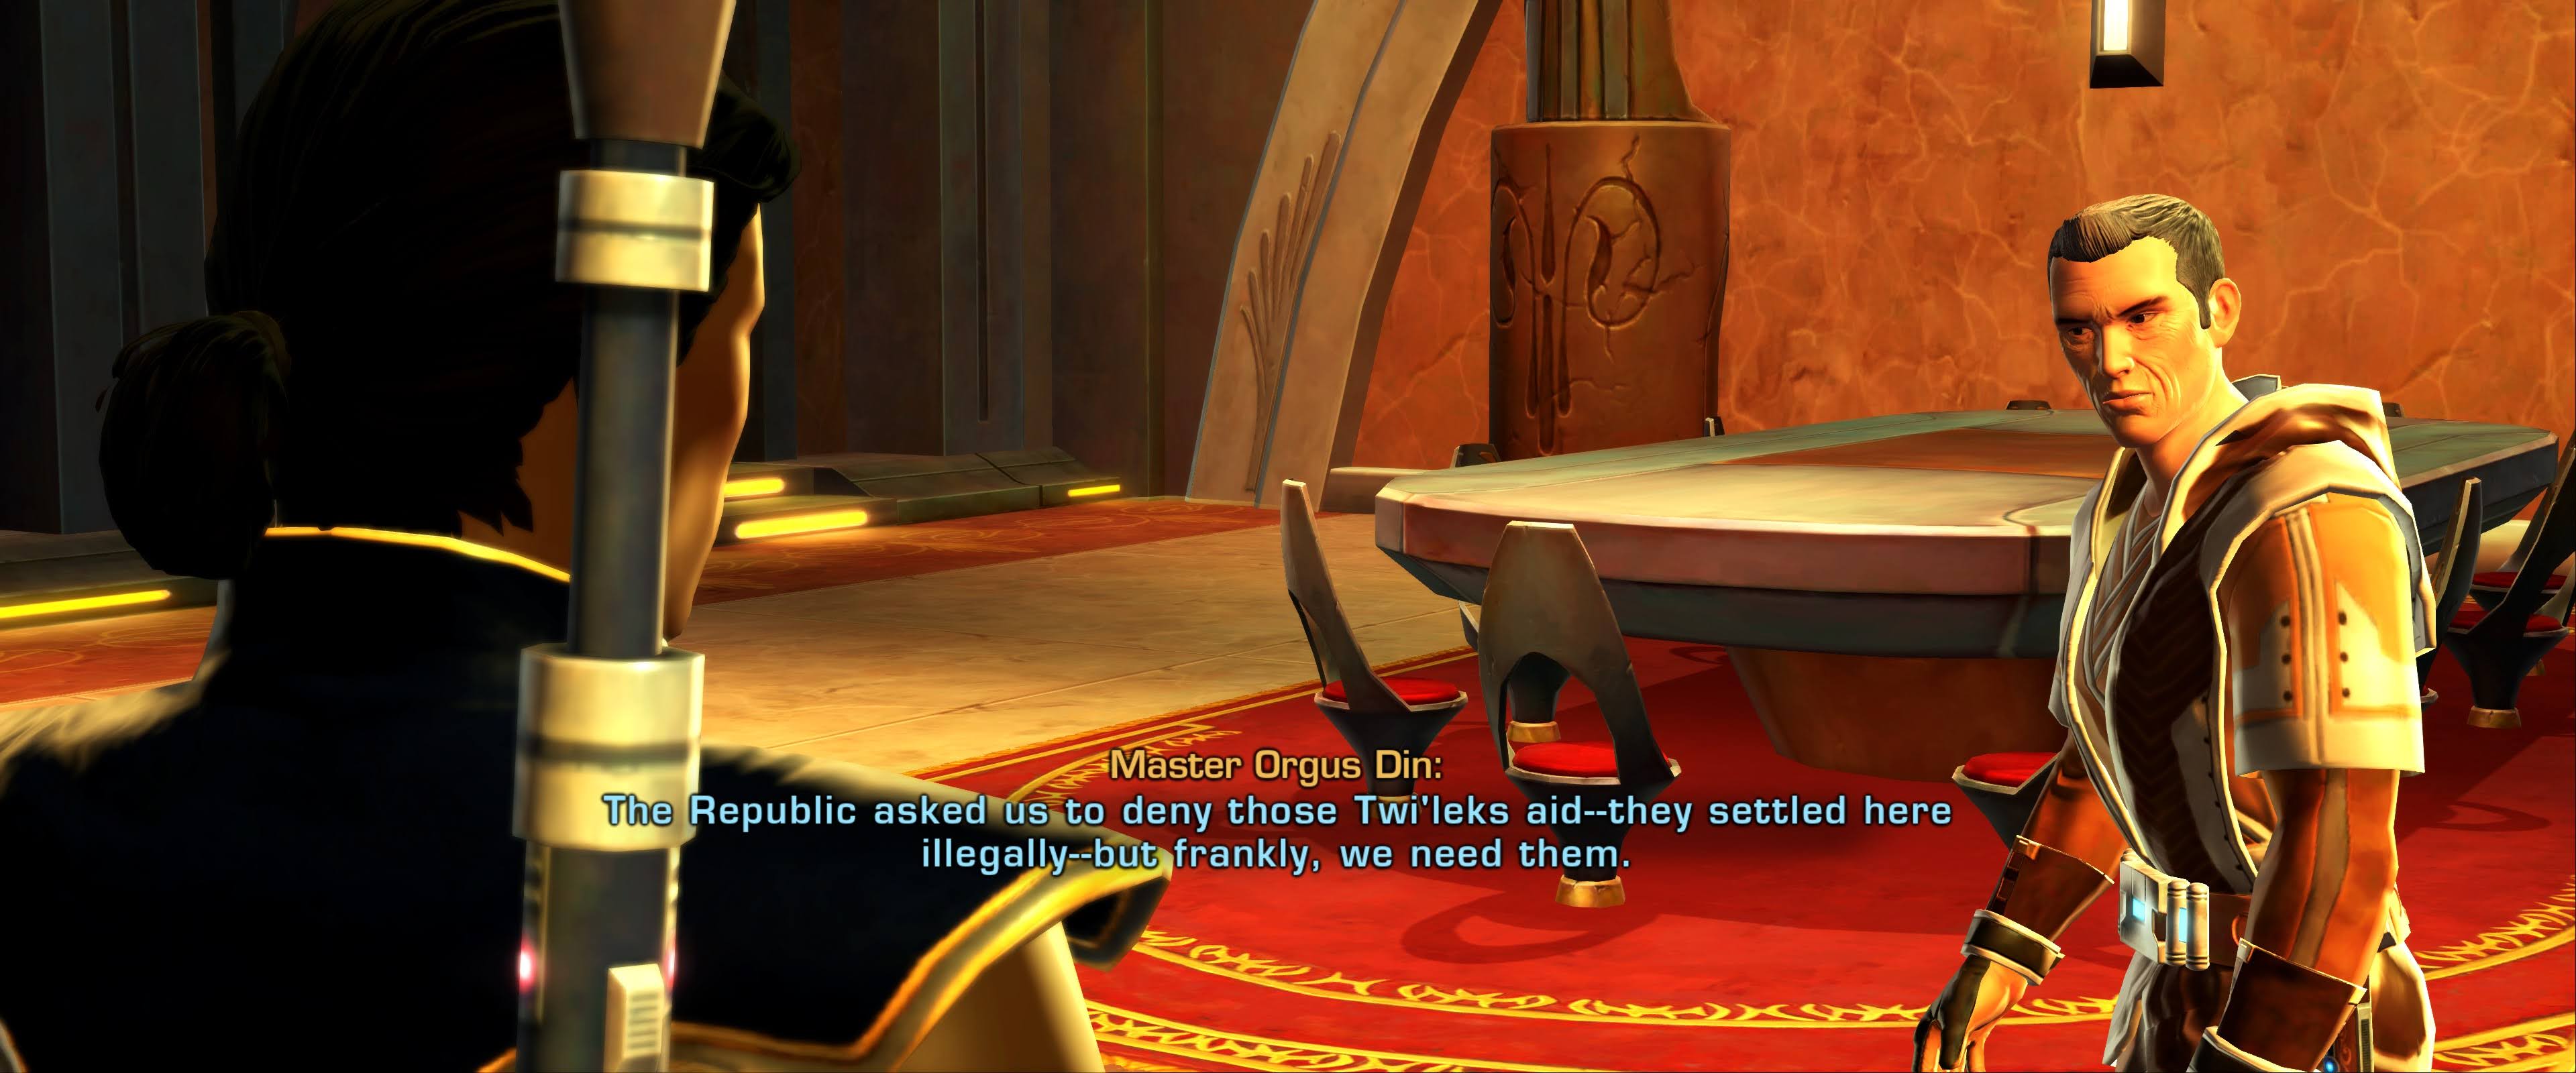 Master Orgus Din:
The Republic asked us to deny those Twi'leks aid--they settled here
illegally--but frankly, we need them.